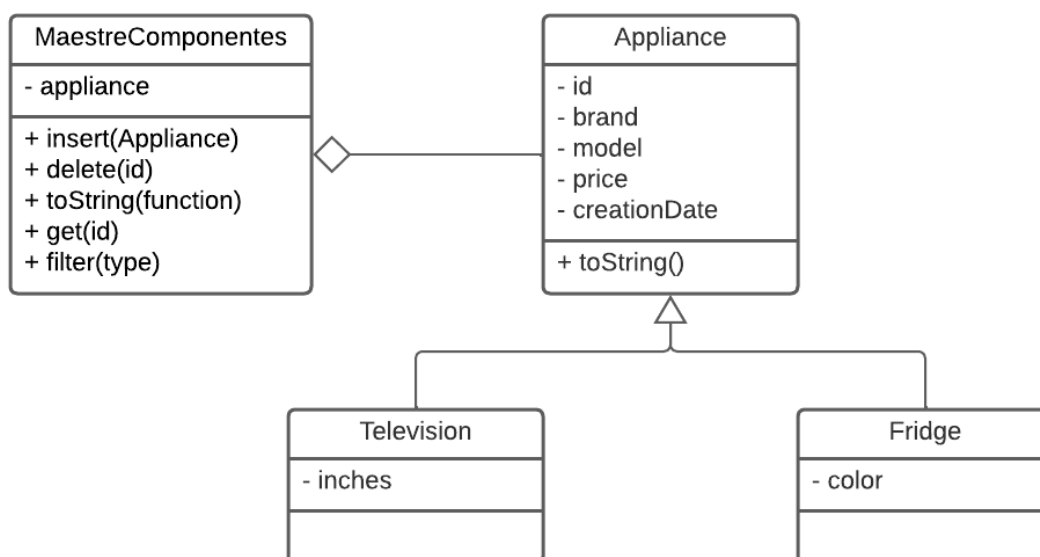 MaestreComponentes
- appliance
+ insert(Appliance)
+ delete(id)
+ toString(function)
+ get(id)
+ filter(type)
Appliance
- id
- brand
- model
- price
- creationDate
+ toString()
Television
- inches
Fridge
- color